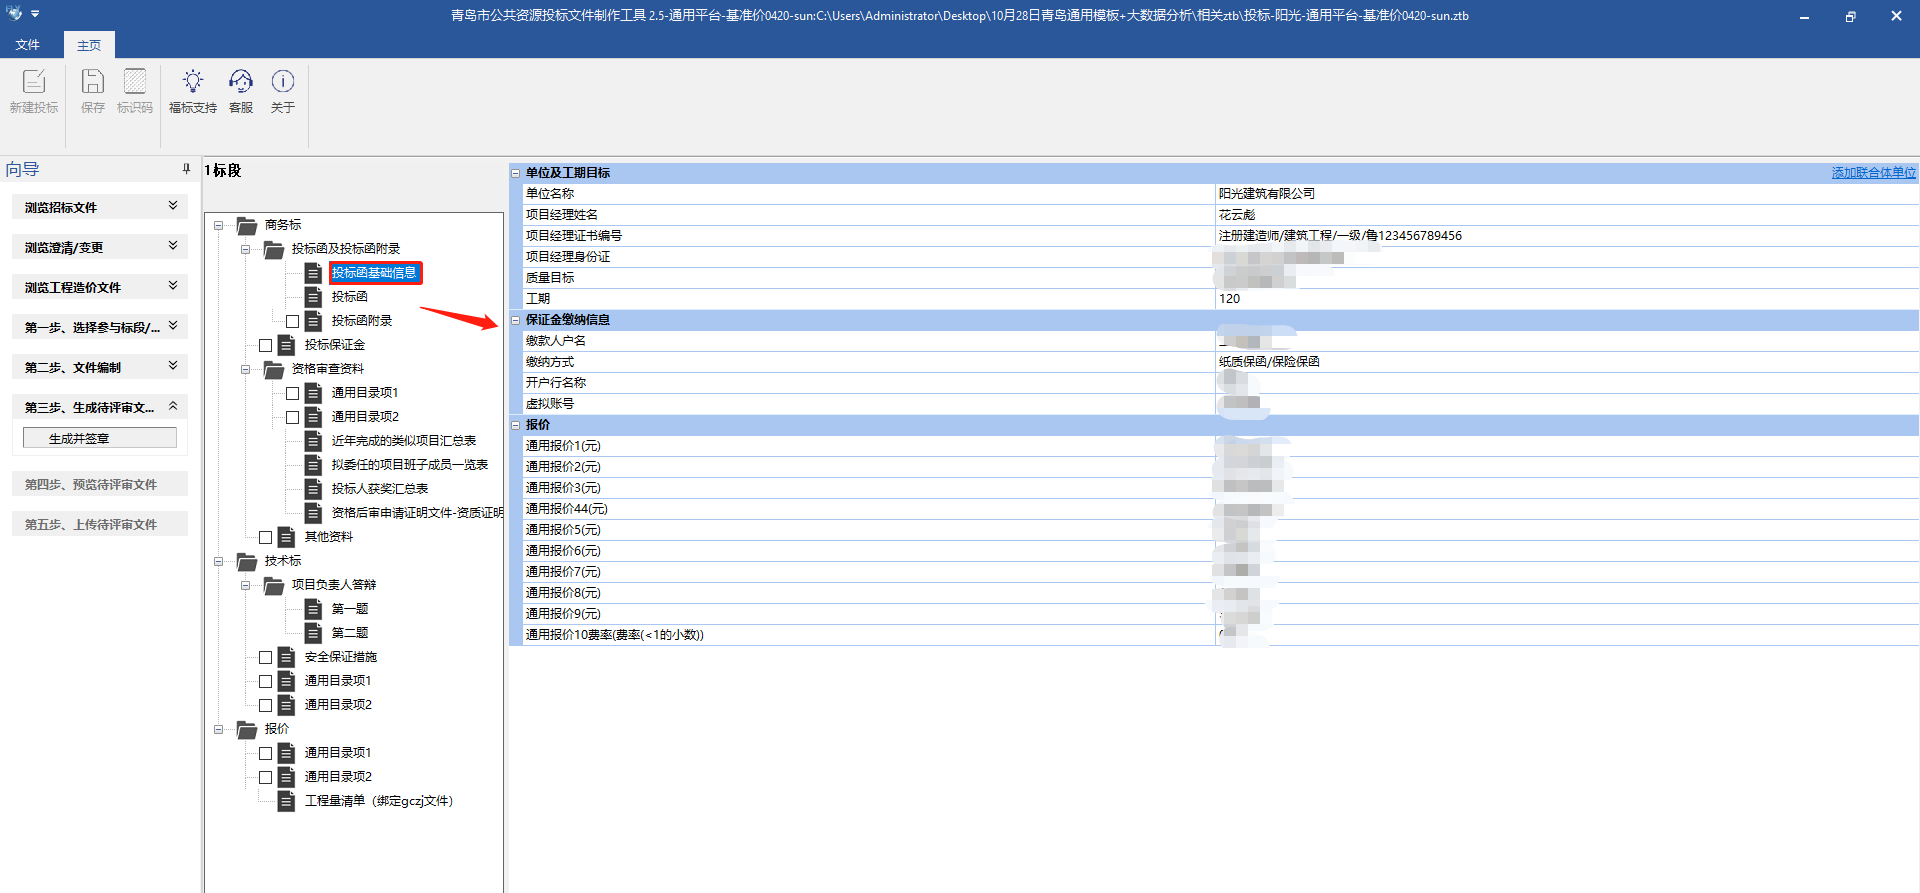 青岛市公共资源投标文件制作工具 2.5-通用平台-基准价0420-sun:C:\Users\Administrator\Desktop\10月28日青岛通用模板+大数据分析\相关ztb\投标-阳光-通用平台-基准价0420-sun.ztb
文件
主页
新建投标
保存
标识码
福标支持
客服
关于
向导
浏览招标文件
浏览澄清/变更
浏览工程造价文件
第一步、选择参与标段/...
第二步、文件编制
第三步、生成待评审文...
生成并签章
第四步、预览待评审文件
第五步、上传待评审文件
1标段
商务标
投标函及投标函附录
投标函基础信息
投标函
投标函附录
投标保证金
资格审查资料
通用目录项1
通用目录项2
近年完成的类似项目汇总表
拟委任的项目班子成员一览表
投标人获奖汇总表
资格后审申请证明文件-资质证明
其他资料
技术标
项目负责人答辩
第一题
第二题
安全保证措施
通用目录项1
通用目录项2
报价
通用目录项1
通用目录项2
工程量清单（绑定gczj文件）
单位及工期目标
添加联合体单位
单位名称
阳光建筑有限公司
项目经理姓名
花云彪
项目经理证书编号
注册建造师/建筑工程/一级/鲁123456789456
项目经理身份证
质量目标
工期
120
保证金缴纳信息
缴款人户名
缴纳方式
纸质保函/保险保函
开户行名称
虚拟账号
报价
通用报价1(元)
通用报价2(元)
通用报价3(元)
通用报价44(元)
通用报价5(元)
通用报价6(元)
通用报价7(元)
通用报价8(元)
通用报价9(元)
通用报价10费率(费率(<1的小数))